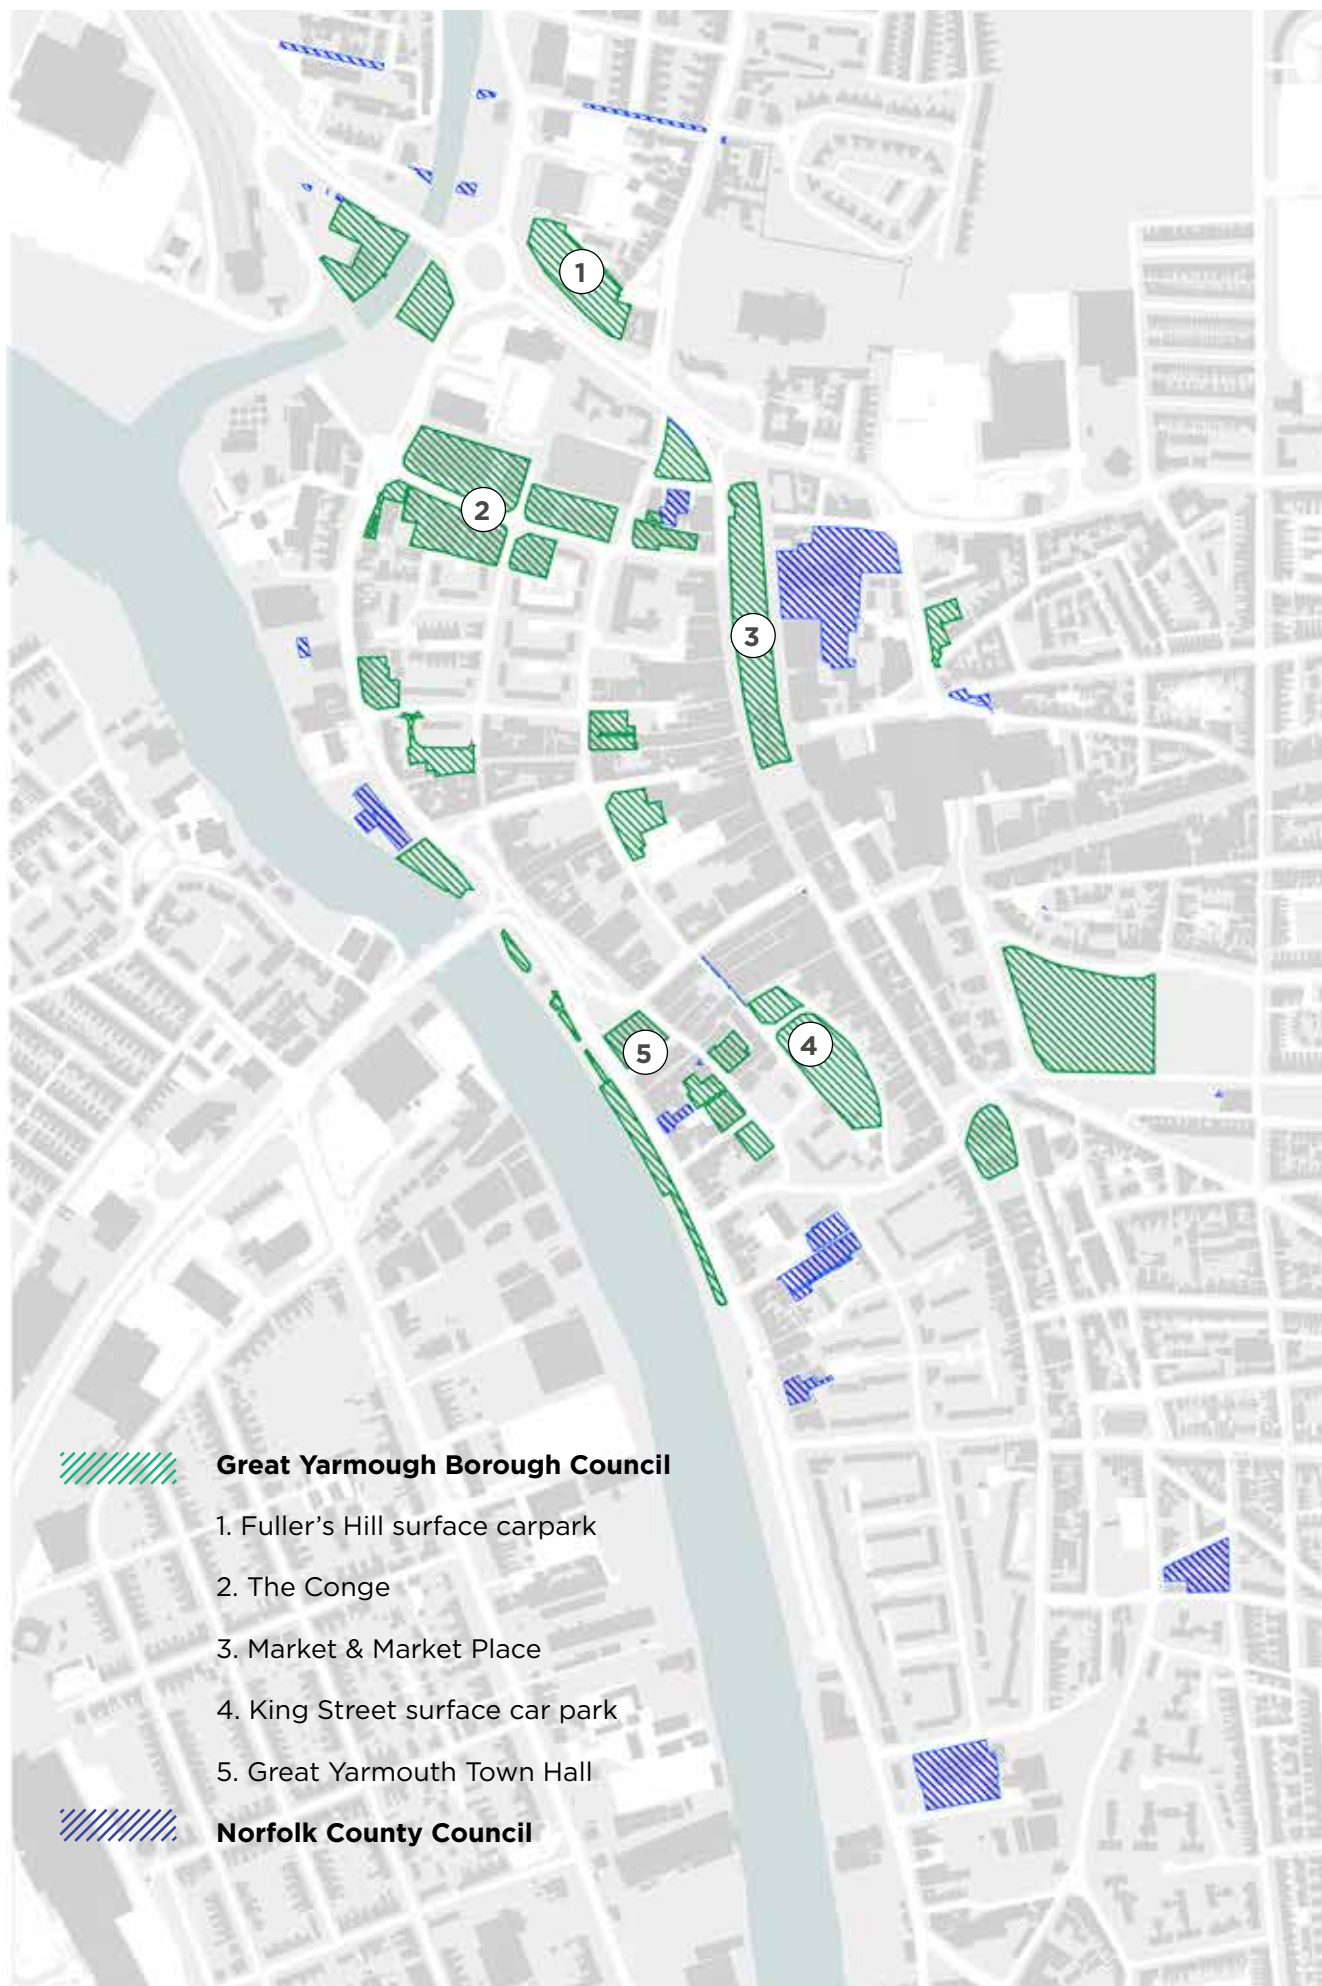 1
2
3
4
5
Great Yarmough Borough Council
1. Fuller's Hill surface carpark
2. The Conge
3. Market & Market Place
4. King Street surface car park
5. Great Yarmouth Town Hall
Norfolk County Council